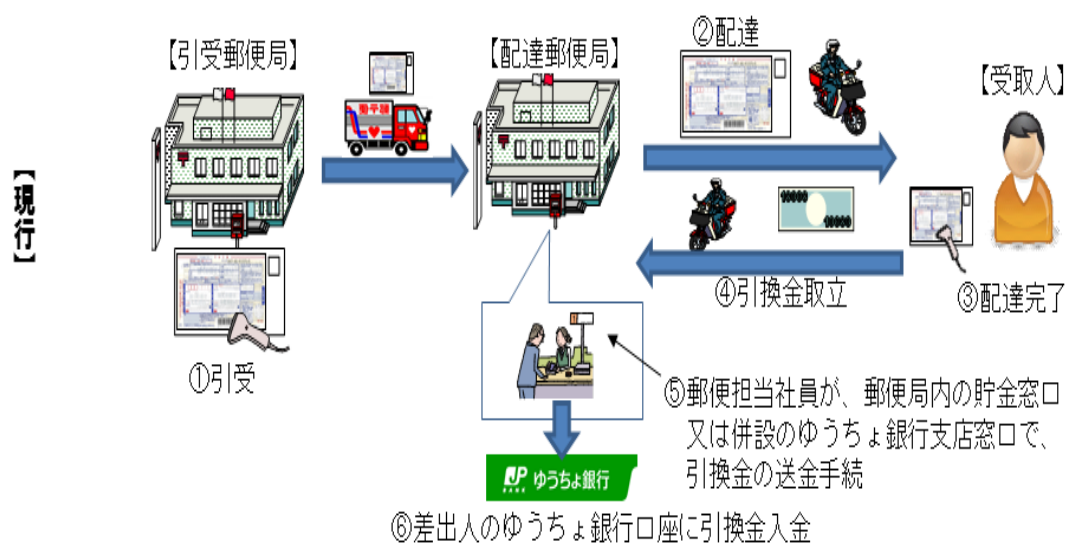 【現行】
【引受郵便局】
【配達郵便局】
②配達
【受取人】
10000
10000
④引換金取立
③配達完了
①引受
⑤郵便担当社員が、郵便局内の貯金窓口
又は併設のゆうちょ銀行支店窓口で、
引換金の送金手続
JP
BANK
ゆうちょ銀行
⑥差出人のゆうちょ銀行口座に引換金入金